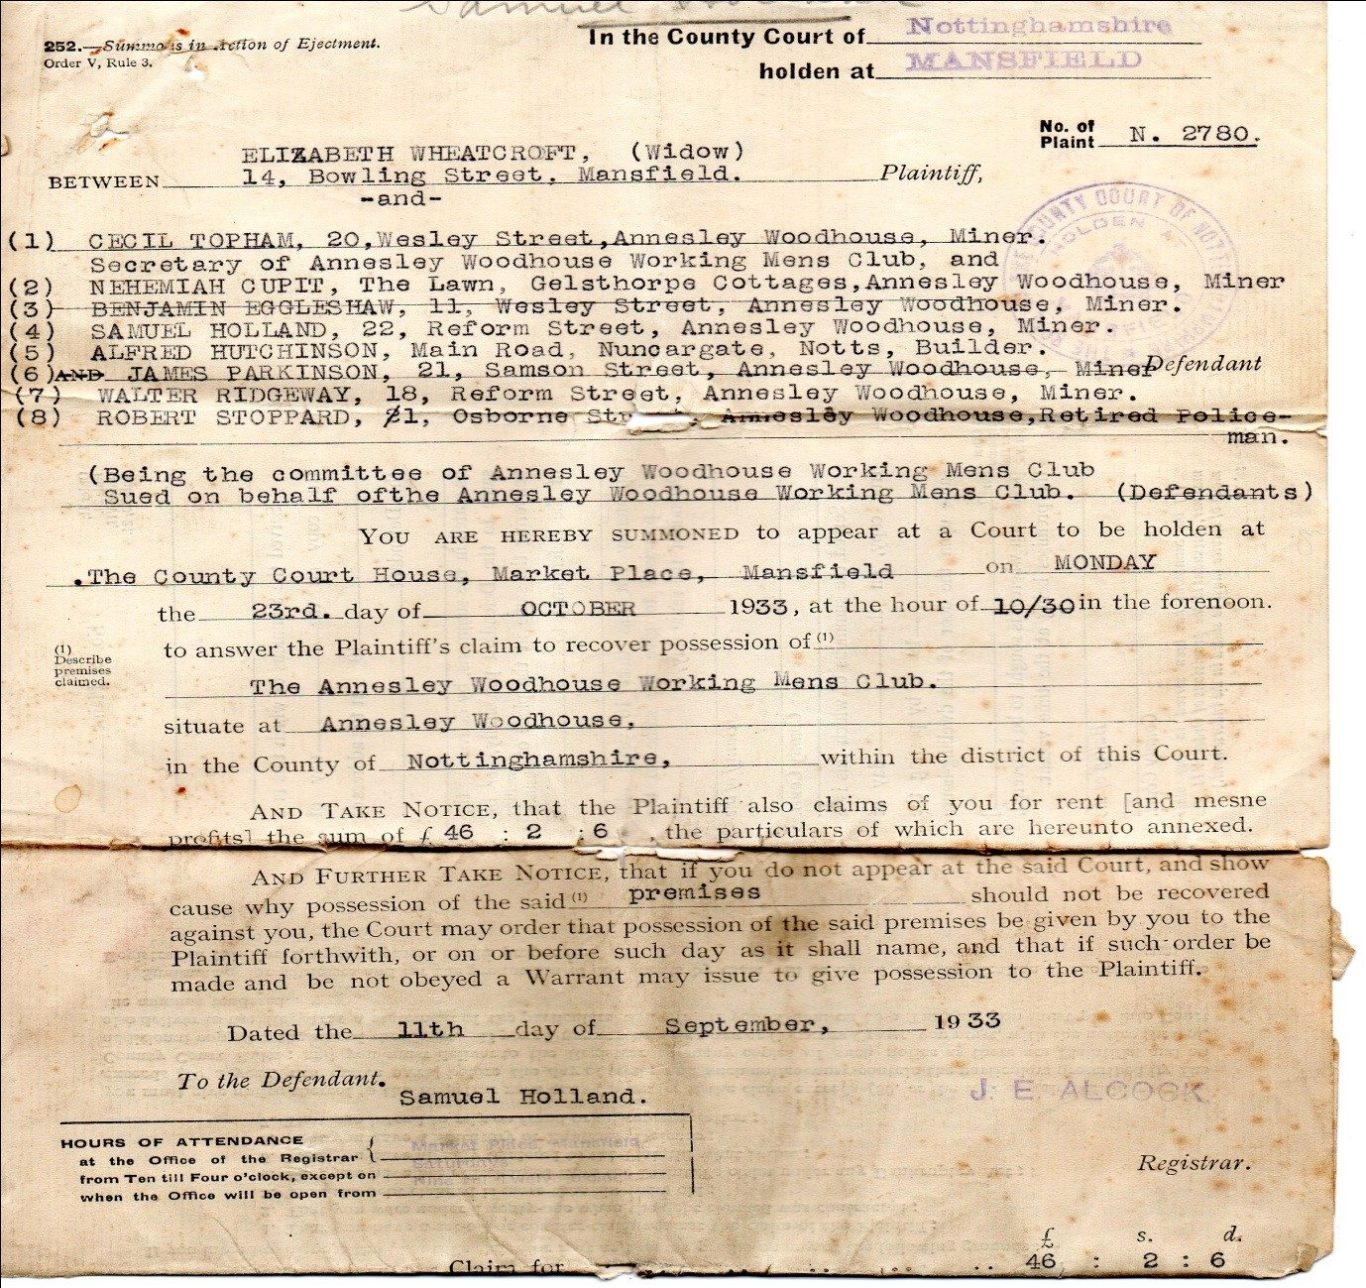 Samuel
252.—Summons in Action of Ejectment.
Order V, Rule 3.
In the County Court of Nottinghamshire
holden at MANSFIELD
No. of Plaint N. 2780.
ELIZABETH WHEATCROFT, (Widow)
BETWEEN 14, Bowling Street, Mansfield. Plaintiff,
-and-
(1) CECIL TOPHAM, 20,Wesley Street,Annesley Woodhouse, Miner.
Secretary of Annesley Woodhouse Working Mens Club, and
(2) NEHEMIAH CUPIT, The Lawn, Gelsthorpe Cottages,Annesley Woodhouse, Miner
(3) BENJAMIN EGGLESHAW, 11, Wesley Street, Annesley Woodhouse, Miner.
(4) SAMUEL HOLLAND, 22, Reform Street, Annesley Woodhouse, Miner.
(5) ALFRED HUTCHINSON, Main Road, Nuncargate, Notts, Builder.
(6)AND JAMES PARKINSON, 21, Samson Street, Annesley Woodhouse, Miner Defendant
(7) WALTER RIDGEWAY, 18, Reform Street, Annesley Woodhouse, Miner.
(8) ROBERT STOPPARD, 21, Osborne Annesley Woodhouse,Retired Police-
man.
(Being the committee of Annesley Woodhouse Working Mens Club
Sued on behalf ofthe Annesley Woodhouse Working Mens Club. (Defendants)
COUNTY COURT OF
HOLDEN AT
YOU ARE HEREBY SUMMONED to appear at a Court to be holden at
.The County Court House, Market Place, Mansfield on MONDAY
the 23rd. day of OCTOBER 1933, at the hour of 10/30 in the forenoon.
to answer the Plaintiff's claim to recover possession of (1)
(1)
Describe
premises
claimed.
The Annesley Woodhouse Working Mens Club.
situate at Annesley Woodhouse,
in the County of Nottinghamshire, within the district of this Court.
AND TAKE NOTICE, that the Plaintiff also claims of you for rent [and mesne
profits] the sum of £ 46 : 2 : 6 , the particulars of which are hereunto annexed.
AND FURTHER TAKE NOTICE, that if you do not appear at the said Court, and show
cause why possession of the said (1) premises should not be recovered
against you, the Court may order that possession of the said premises be given by you to the
Plaintiff forthwith, or on or before such day as it shall name, and that if such order be
made and be not obeyed a Warrant may issue to give possession to the Plaintiff.
Dated the 11th day of September, 1933
To the Defendant.
Samuel Holland.
J. E. ALCOCK
Registrar.
HOURS OF ATTENDANCE
at the Office of the Registrar
from Ten till Four o'clock, except on
when the Office will be open from
£ s. d.
Claim for 46 : 2 : 6